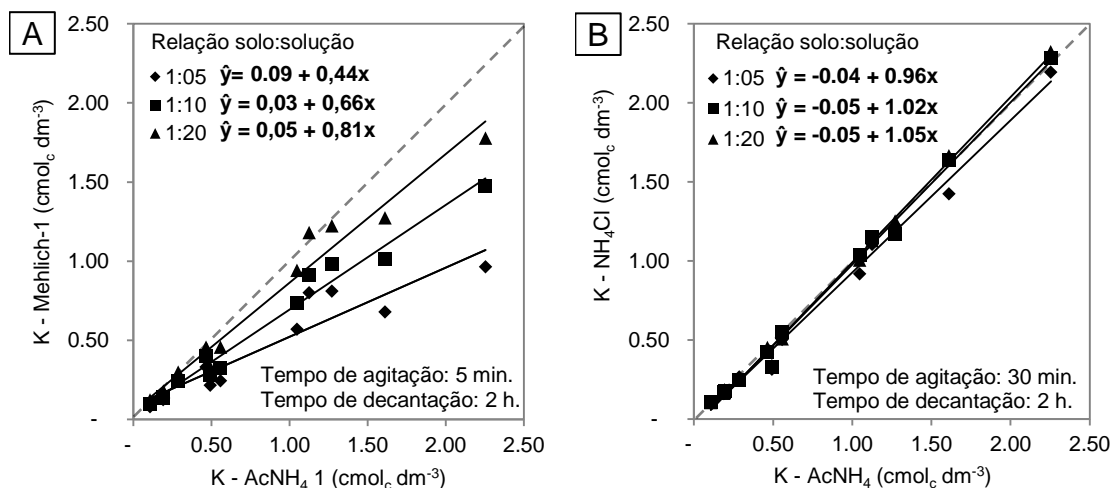 A
Relação solo:solução
1:05 ŷ= 0.09 + 0,44x
1:10 ŷ = 0,03 + 0,66x
1:20 ŷ = 0,05 + 0,81x
2.50
2.00
1.50
1.00
0.50
-
K - Mehlich-1 (cmolc dm-3)
Tempo de agitação: 5 min.
Tempo de decantação: 2 h.
- 0.50 1.00 1.50 2.00 2.50
K - AcNH4 1 (cmolc dm-3)
B
Relação solo:solução
1:05 ŷ = -0.04 + 0.96x
1:10 ŷ = -0.05 + 1.02x
1:20 ŷ = -0.05 + 1.05x
2.50
2.00
1.50
1.00
0.50
-
K - NH4Cl (cmolc dm-3)
Tempo de agitação: 30 min.
Tempo de decantação: 2 h.
- 0.50 1.00 1.50 2.00 2.50
K - AcNH4 (cmolc dm-3)